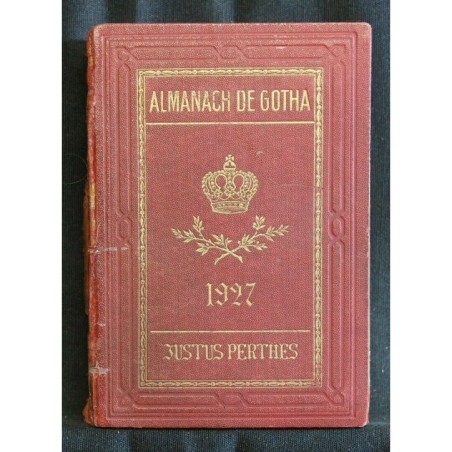 ALMANACH DE GOTHA
1927
JUSTUS PERTHES